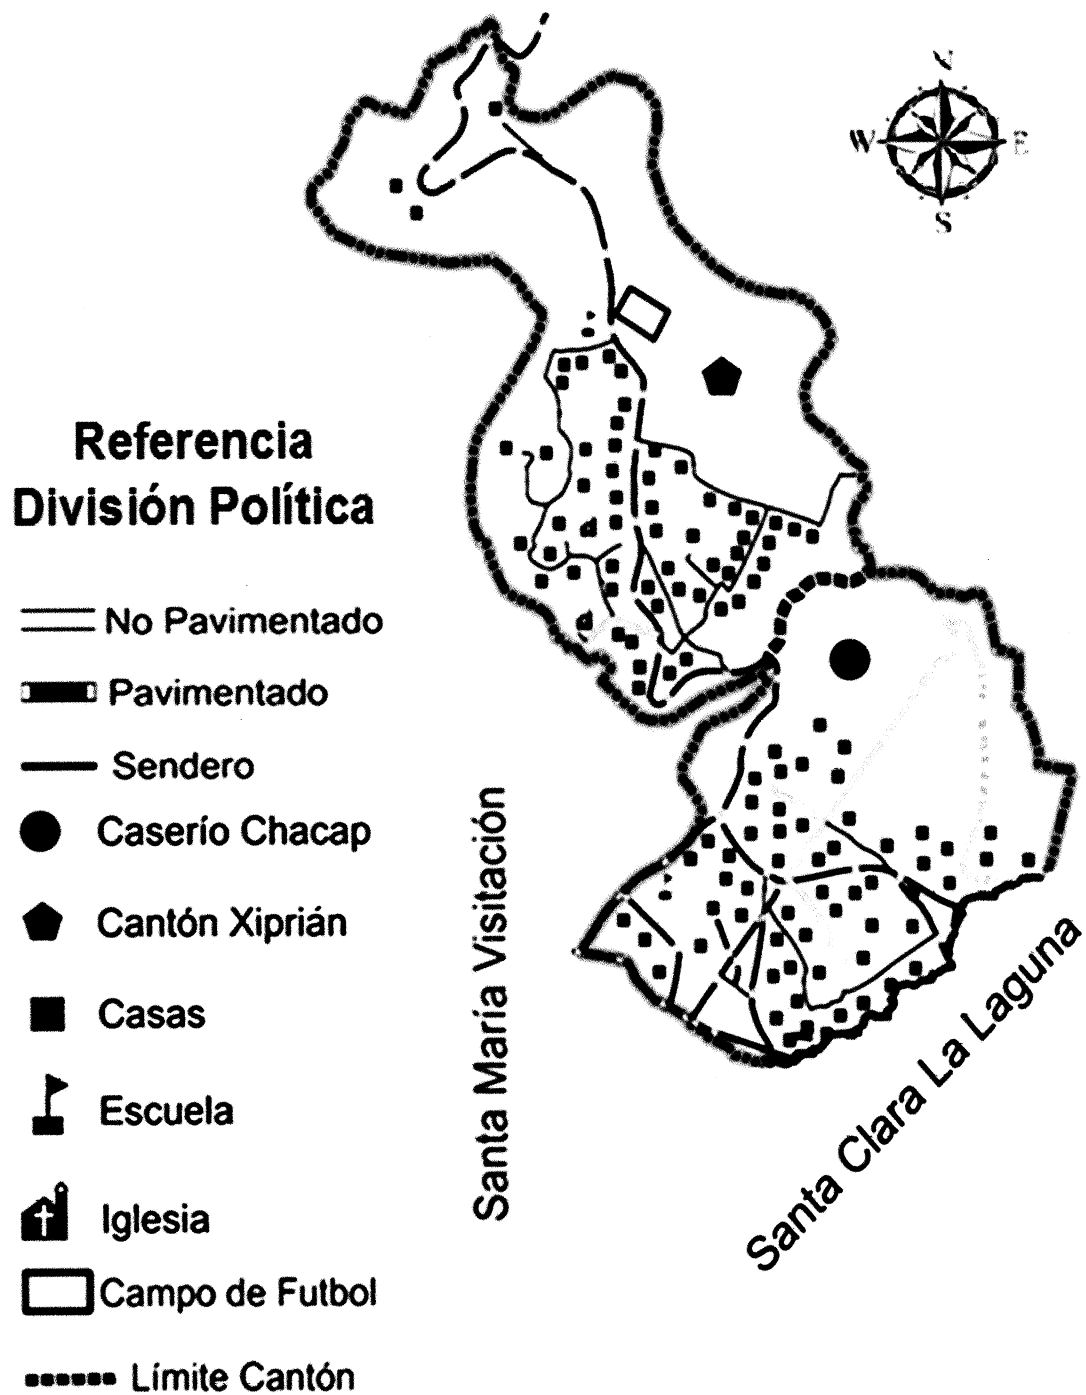 N
W E
S
Referencia
División Política
No Pavimentado
Pavimentado
Sendero
Caserío Chacap
Cantón Xiprián
Casas
Escuela
Iglesia
Campo de Futbol
Límite Cantón
Santa María Visitación
Santa Clara La Laguna